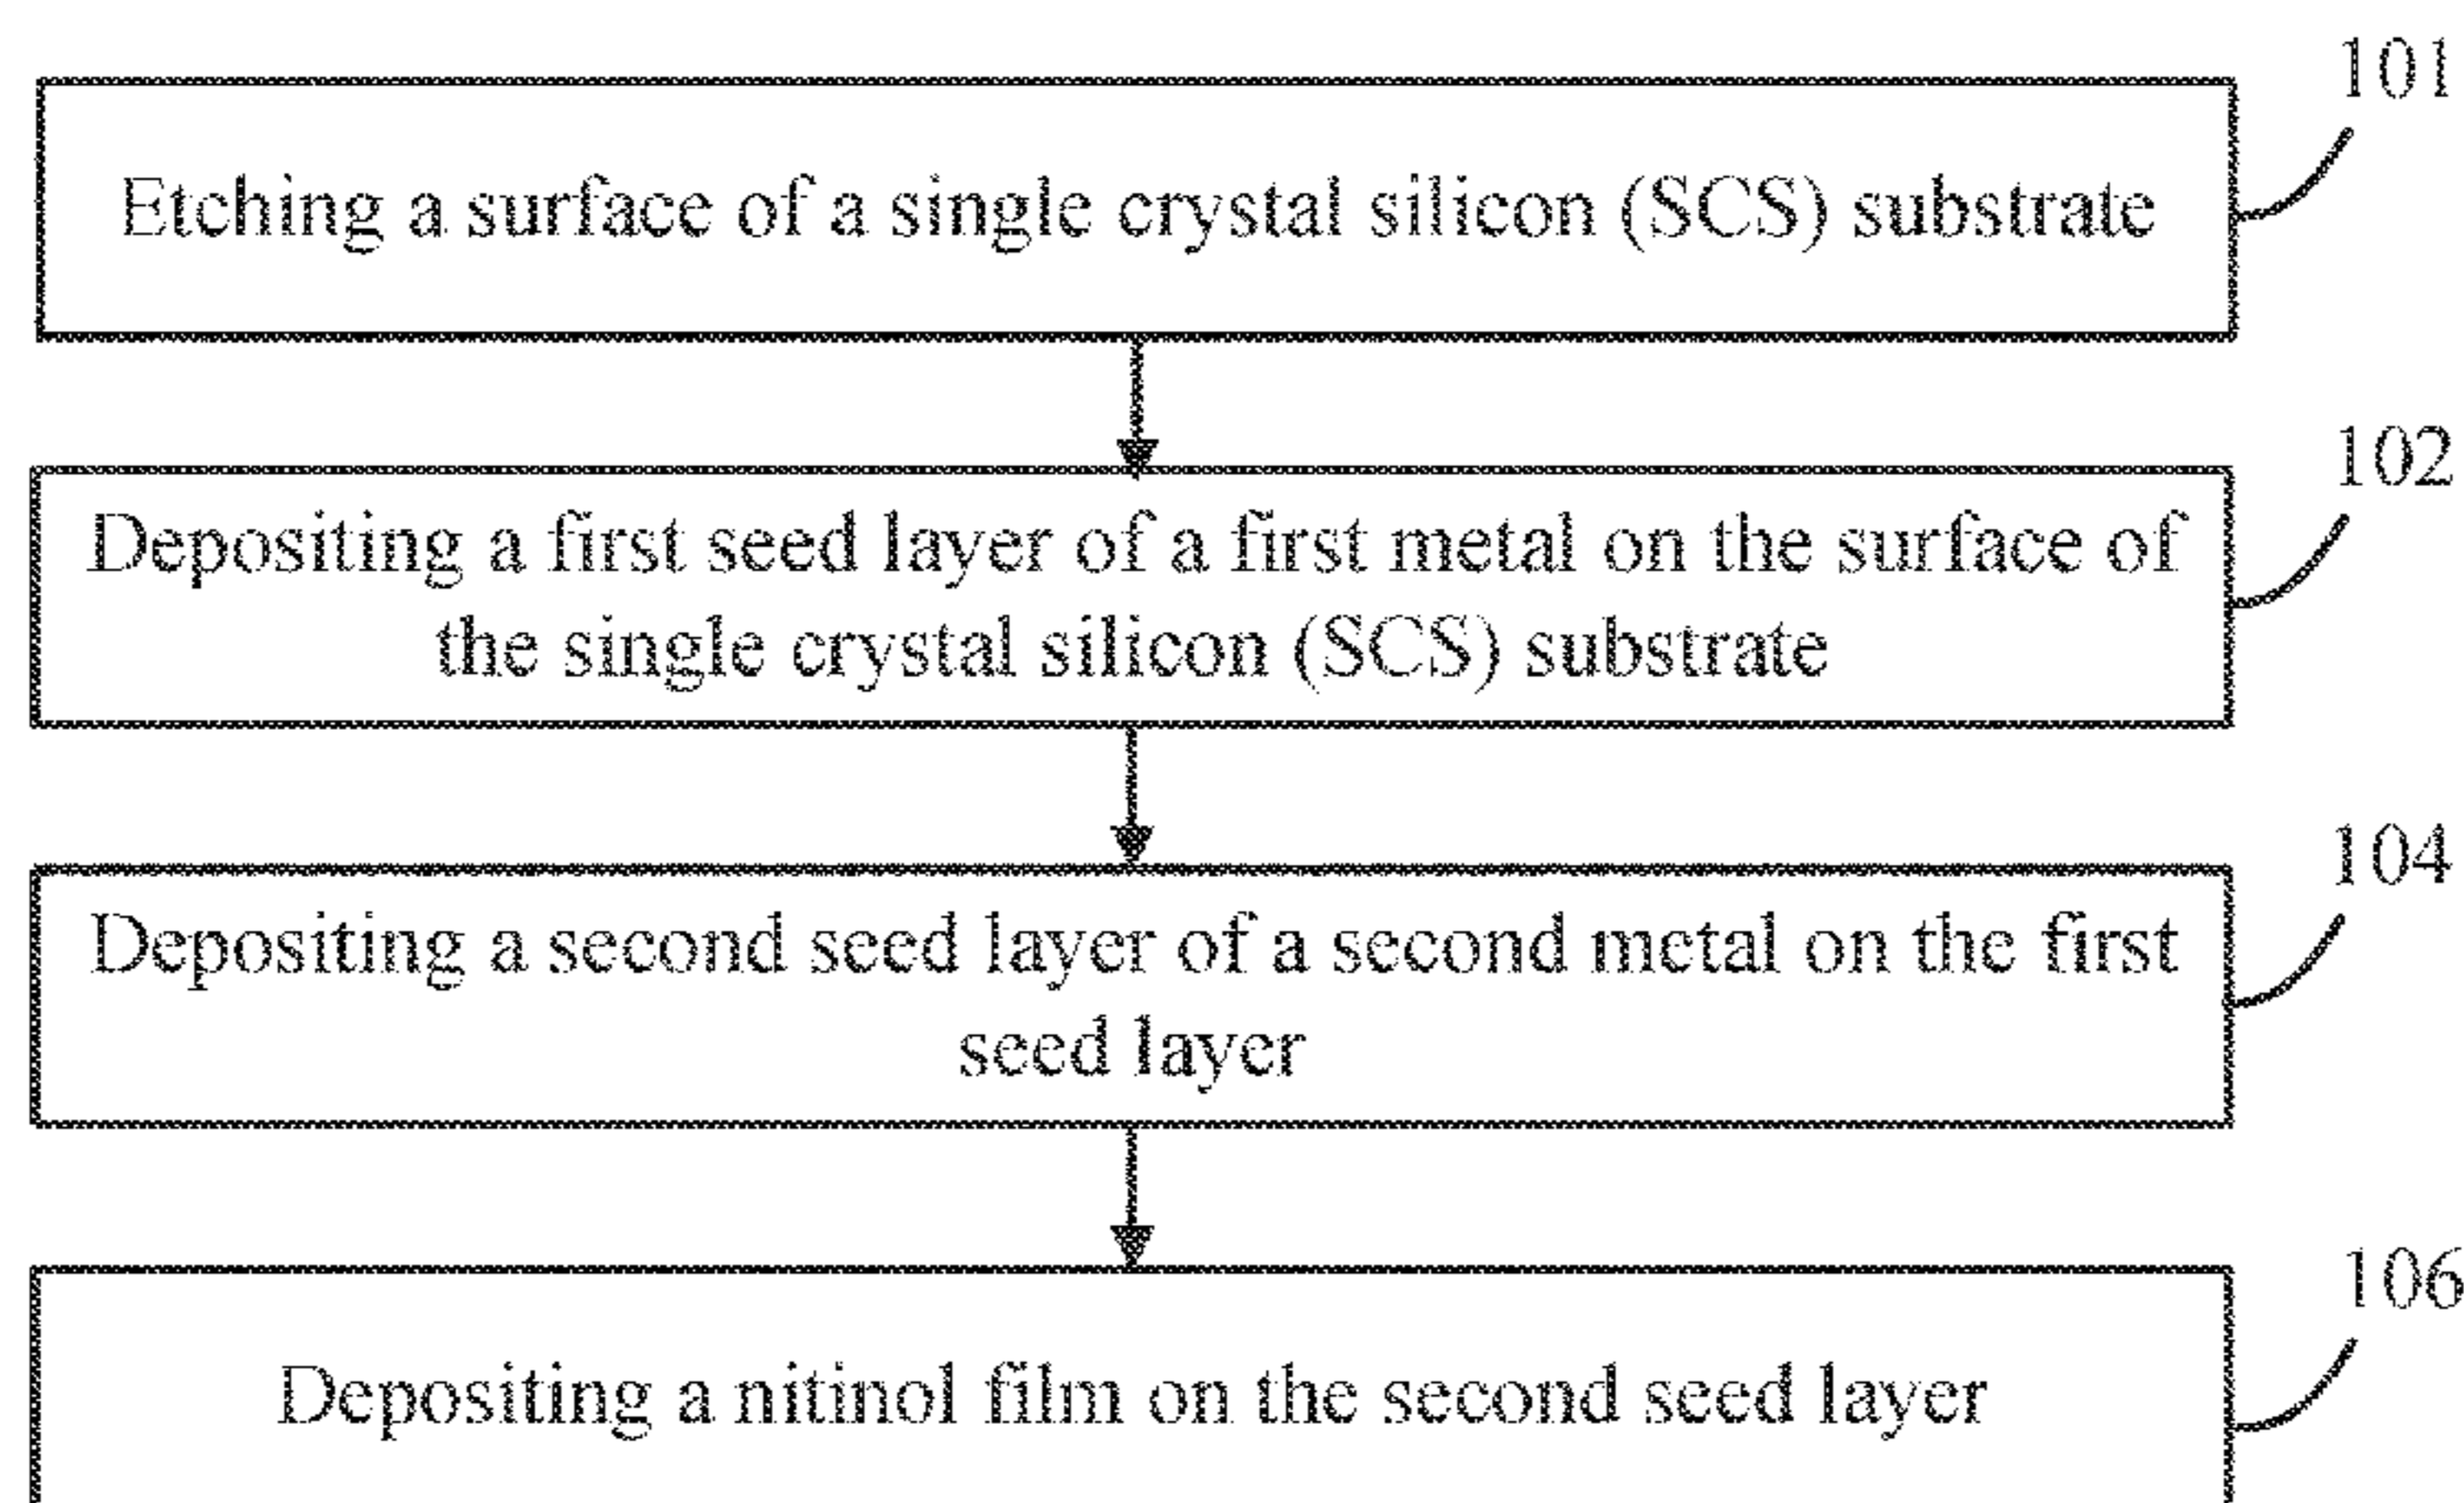 101
Etching a surface of a single crystal silicon (SCS) substrate
102
Depositing a first seed layer of a first metal on the surface of
the single crystal silicon (SCS) substrate
104
Depositing a second seed layer of a second metal on the first
seed layer
106
Depositing a nitinol film on the second seed layer